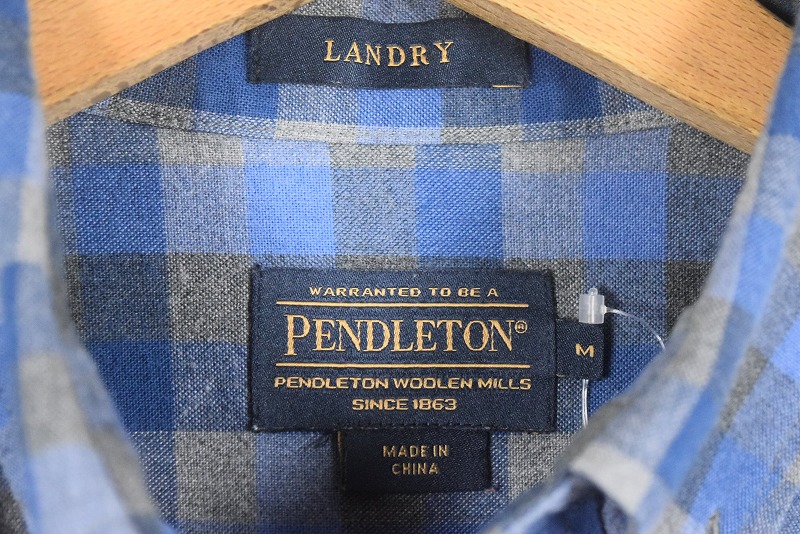 LANDRY
WARRANTED TO BE A
PENDLETON®
PENDLETON WOOLEN MILLS
SINCE 1863
M
MADE IN
CHINA